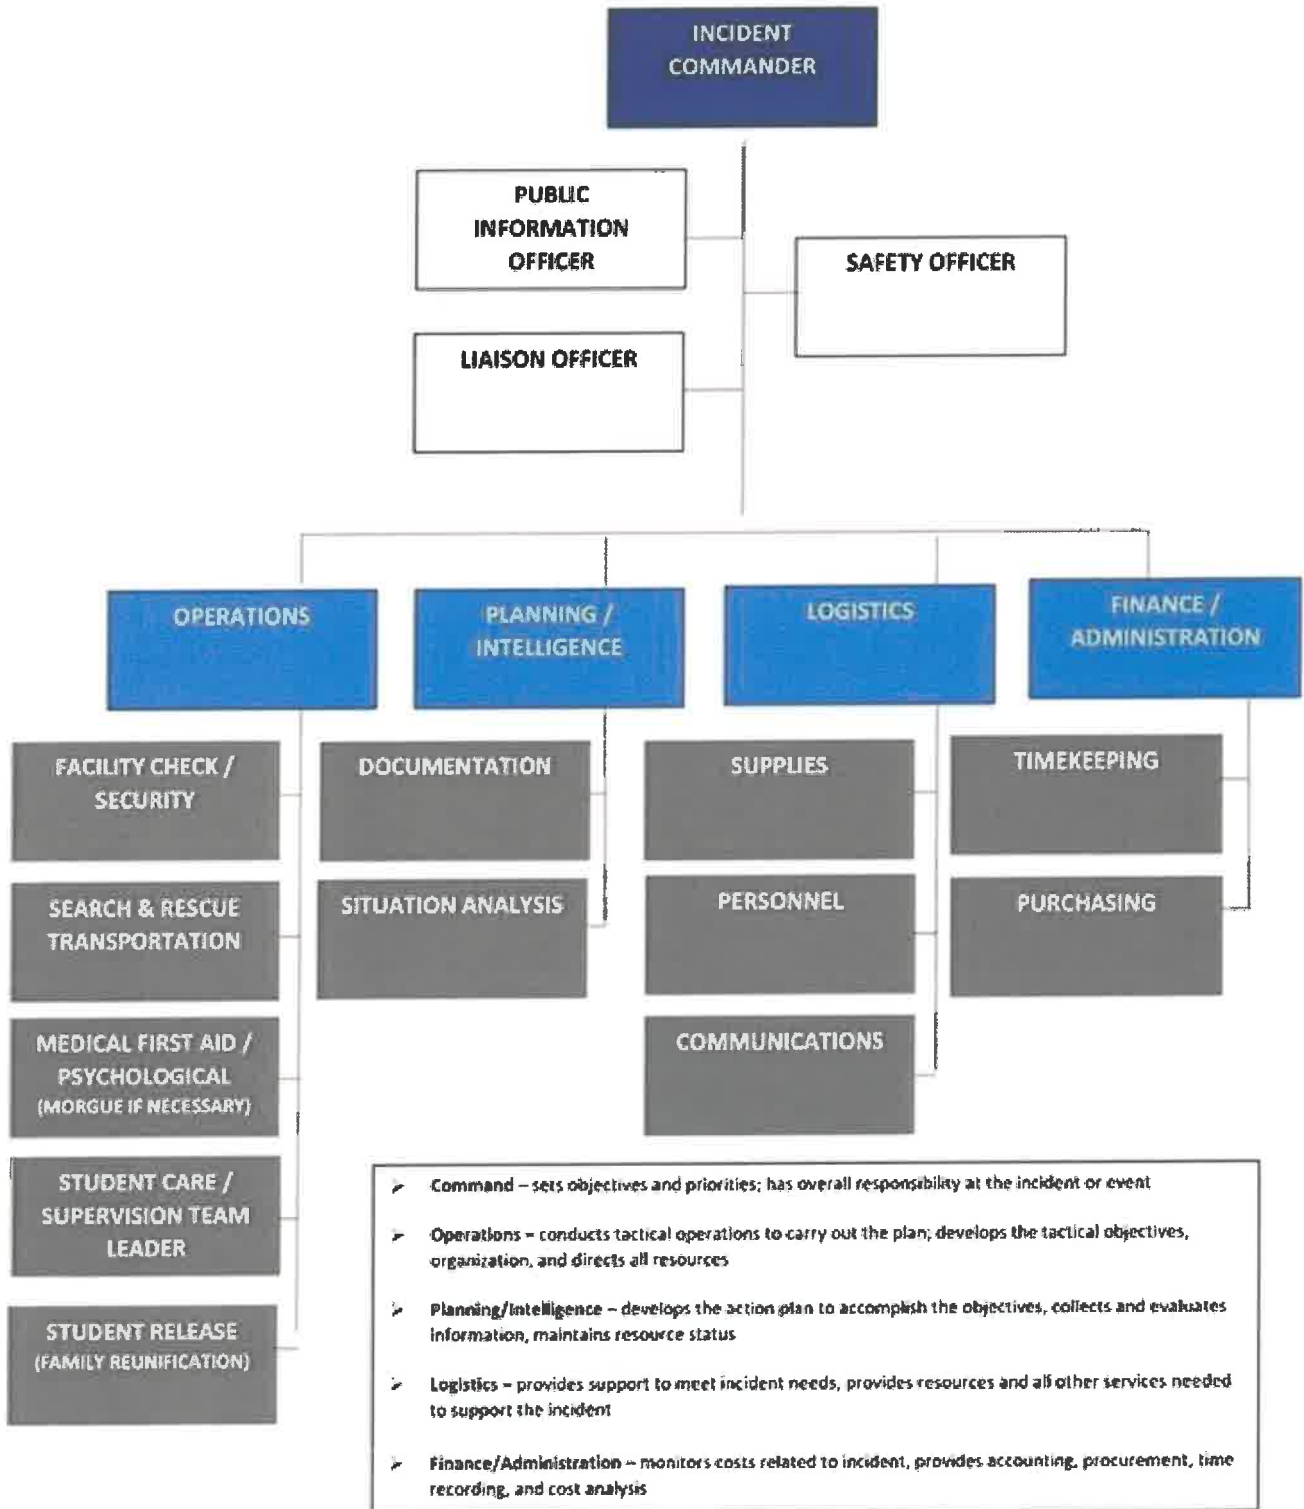 INCIDENT
COMMANDER
PUBLIC
INFORMATION
OFFICER
SAFETY OFFICER
LIAISON OFFICER
OPERATIONS
PLANNING /
INTELLIGENCE
LOGISTICS
FINANCE /
ADMINISTRATION
FACILITY CHECK /
SECURITY
SEARCH & RESCUE
TRANSPORTATION
MEDICAL FIRST AID /
PSYCHOLOGICAL
(MORGUE IF NECESSARY)
STUDENT CARE /
SUPERVISION TEAM
LEADER
STUDENT RELEASE
(FAMILY REUNIFICATION)
DOCUMENTATION
SITUATION ANALYSIS
SUPPLIES
PERSONNEL
COMMUNICATIONS
TIMEKEEPING
PURCHASING
➢ Command – sets objectives and priorities; has overall responsibility at the incident or event
➢ Operations – conducts tactical operations to carry out the plan; develops the tactical objectives,
organization, and directs all resources
➢ Planning/Intelligence – develops the action plan to accomplish the objectives, collects and evaluates
information, maintains resource status
➢ Logistics – provides support to meet incident needs, provides resources and all other services needed
to support the incident
➢ Finance/Administration – monitors costs related to incident, provides accounting, procurement, time
recording, and cost analysis